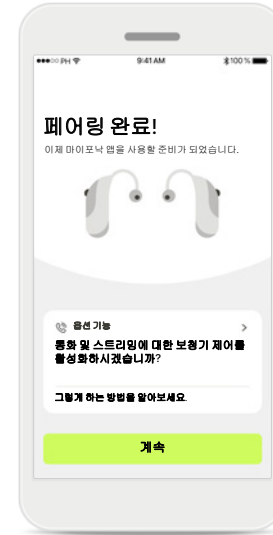 PH 9:41 AM 100 %
페어링 완료!
이제 마이포낙 앱을 사용할 준비가 되었습니다.
옵션 기능
통화 및 스트리밍에 대한 보청기 제어를
활성화하시겠습니까?
그렇게 하는 방법을 알아보세요.
계속